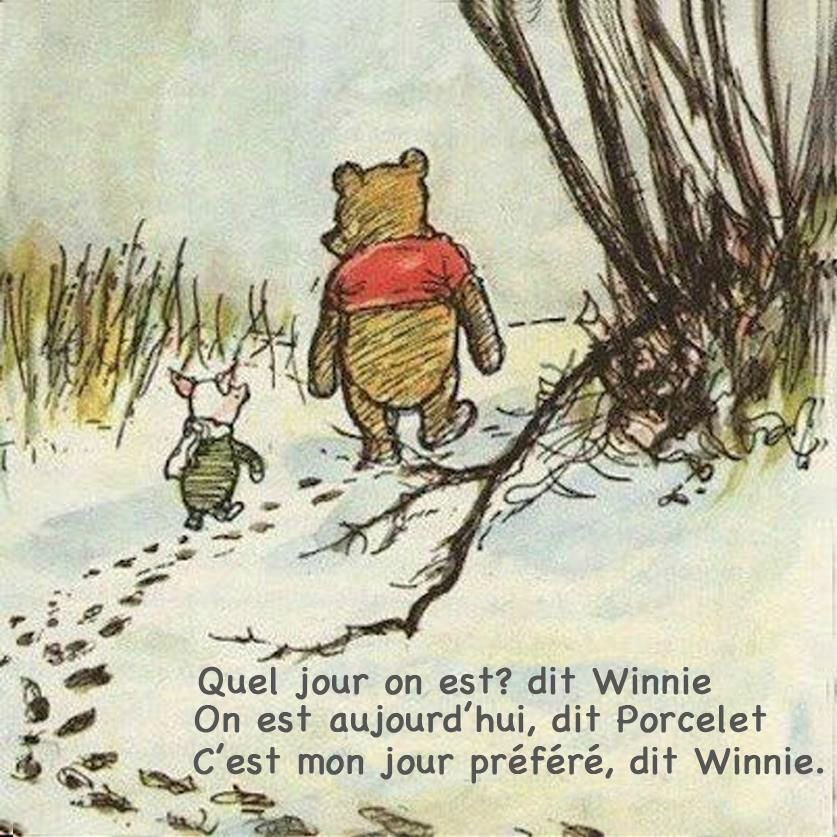 Quel jour on est? dit Winnie
On est aujourd'hui, dit Porcelet
C'est mon jour préféré, dit Winnie.